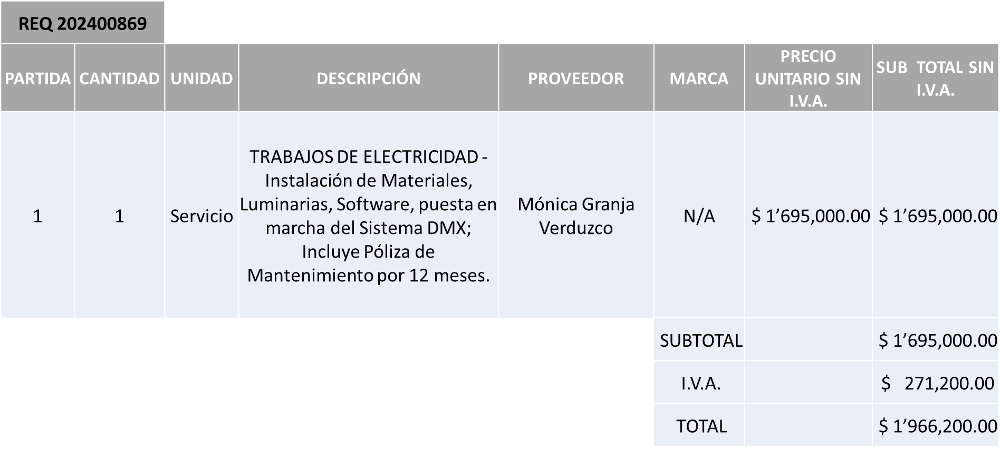 REQ 202400869
PARTIDA CANTIDAD UNIDAD DESCRIPCIÓN PROVEEDOR MARCA PRECIO UNITARIO SIN I.V.A. SUB TOTAL SIN I.V.A.
1 1 Servicio
TRABAJOS DE ELECTRICIDAD -
Instalación de Materiales,
Luminarias, Software, puesta en
marcha del Sistema DMX;
Incluye Póliza de
Mantenimiento por 12 meses.
Mónica Granja
Verduzco
N/A $ 1’695,000.00 $ 1’695,000.00
SUBTOTAL $ 1’695,000.00
I.V.A. $ 271,200.00
TOTAL $ 1’966,200.00